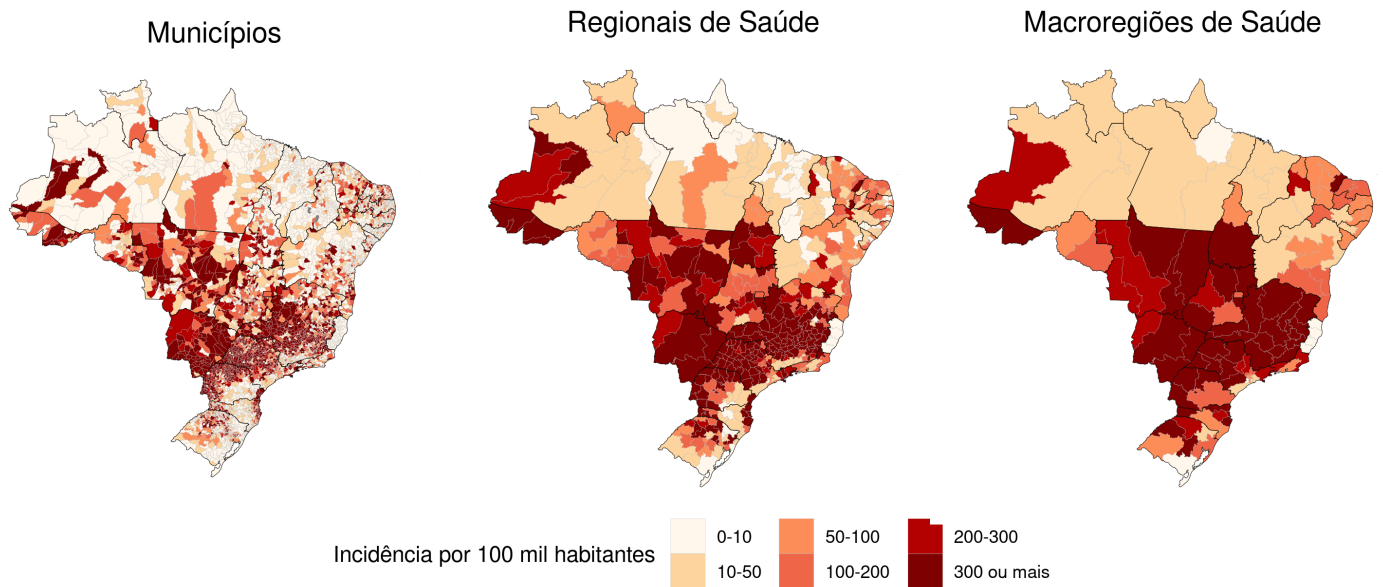 Municípios
Regionais de Saúde
Macroregiões de Saúde
Incidência por 100 mil habitantes
0-10
50-100
200-300
10-50
100-200
300 ou mais